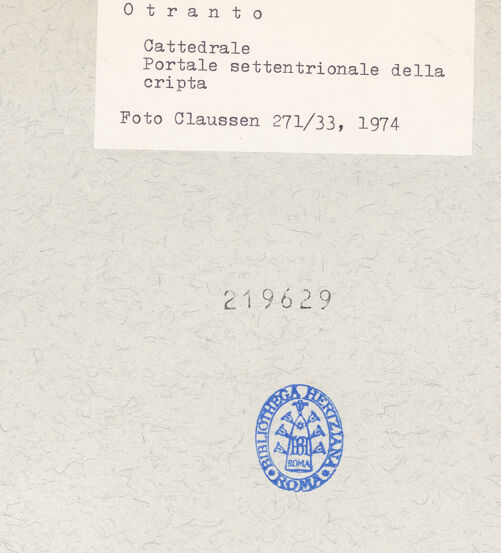 O t r a n t o
Cattedrale
Portale settentrionale della
cripta
Foto Claussen 271/33, 1974
219629
BIBLIOTHECA HERTZIANA
ROMA
ROMA